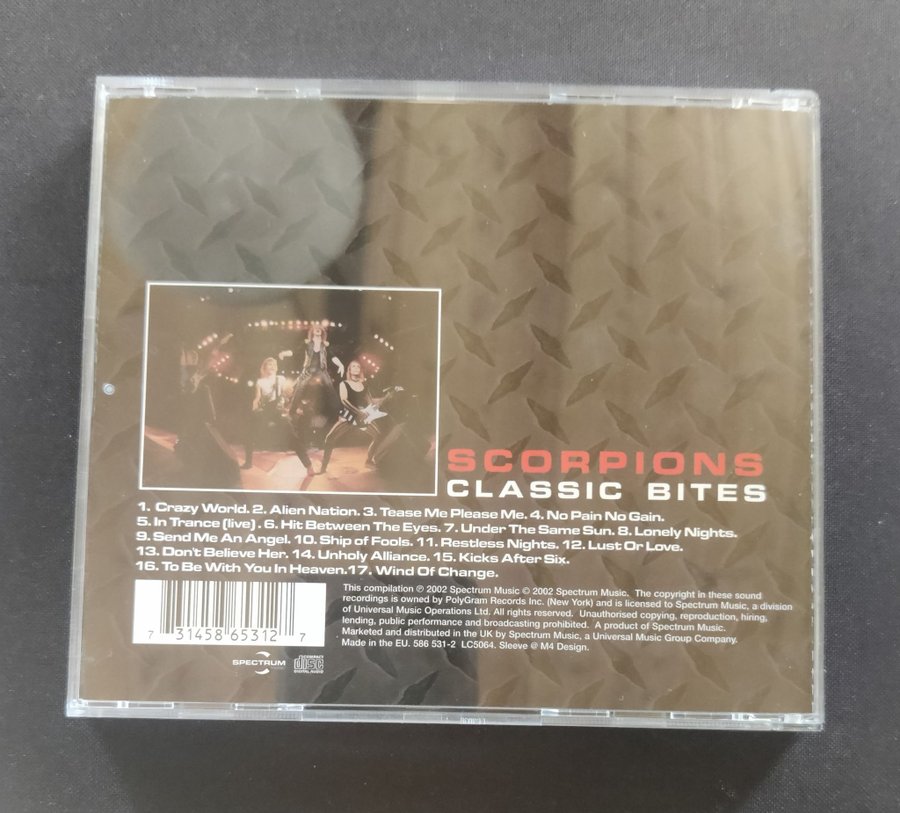 SCORPIONS
CLASSIC BITES
1. Crazy World. 2. Alien Nation. 3. Tease Me Please Me. 4. No Pain No Gain.
5. In Trance (live). 6. Hit Between The Eyes. 7. Under The Same Sun. 8. Lonely Nights.
9. Send Me An Angel. 10. Ship of Fools. 11. Restless Nights. 12. Lust Or Love.
13. Don't Believe Her. 14. Unholy Alliance. 15. Kicks After Six.
16. To Be With You In Heaven.17. Wind Of Change.
This compilation ℗ 2002 Spectrum Music © 2002 Spectrum Music. The copyright in these sound
recordings is owned by PolyGram Records Inc. (New York) and is licensed to Spectrum Music, a division
of Universal Music Operations Ltd. All rights reserved. Unauthorised copying, reproduction, hiring,
lending, public performance and broadcasting prohibited. A product of Spectrum Music.
Marketed and distributed in the UK by Spectrum Music, a Universal Music Group Company.
Made in the EU. 586 531-2 LC5064. Sleeve @ M4 Design.
7 31458 65312 7
SPECTRUM
COMPACT
disc
DIGITAL AUDIO